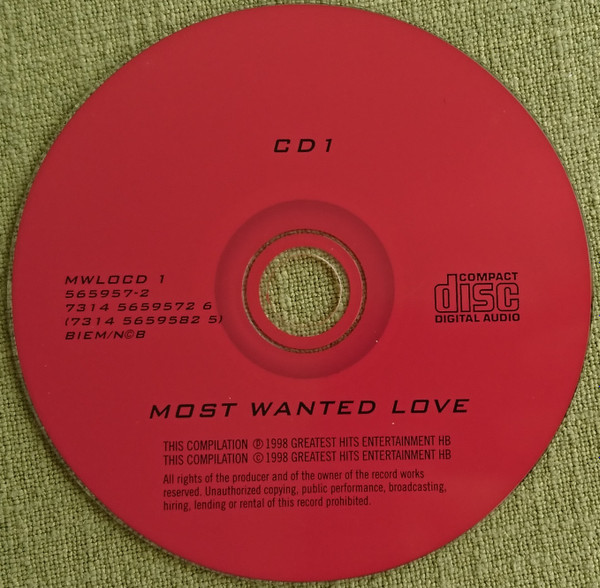 CD1
MWLOCD 1
565957-2
7314 5659572 6
(7314 5659582 5)
BIEM/N©B
COMPACT
disc
DIGITAL AUDIO
MOST WANTED LOVE
THIS COMPILATION ℗ 1998 GREATEST HITS ENTERTAINMENT HB
THIS COMPILATION © 1998 GREATEST HITS ENTERTAINMENT HB
All rights of the producer and of the owner of the record works
reserved. Unauthorized copying, public performance, broadcasting,
hiring, lending or rental of this record prohibited.